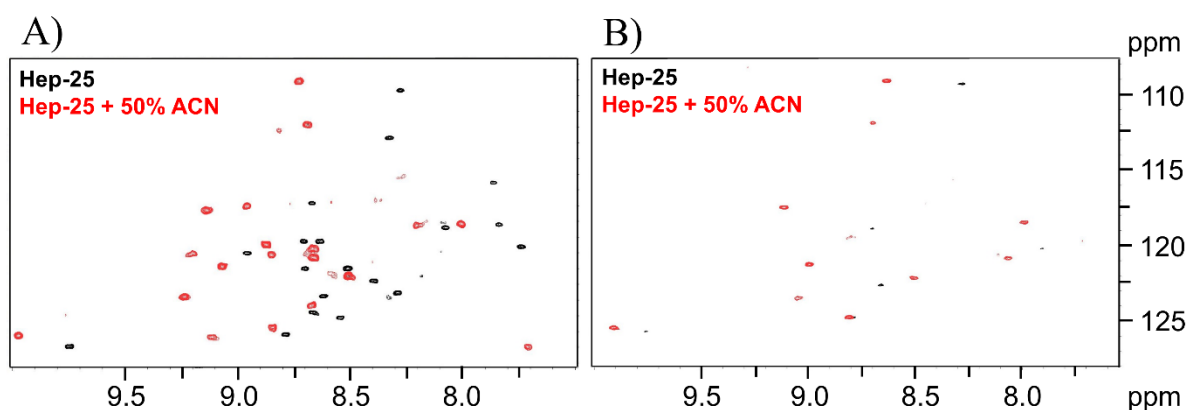 A)
B)
ppm
Hep-25
Hep-25 + 50% ACN
Hep-25
Hep-25 + 50% ACN
110
115
120
125
9.5 9.0 8.5 8.0
9.5 9.0 8.5 8.0 ppm